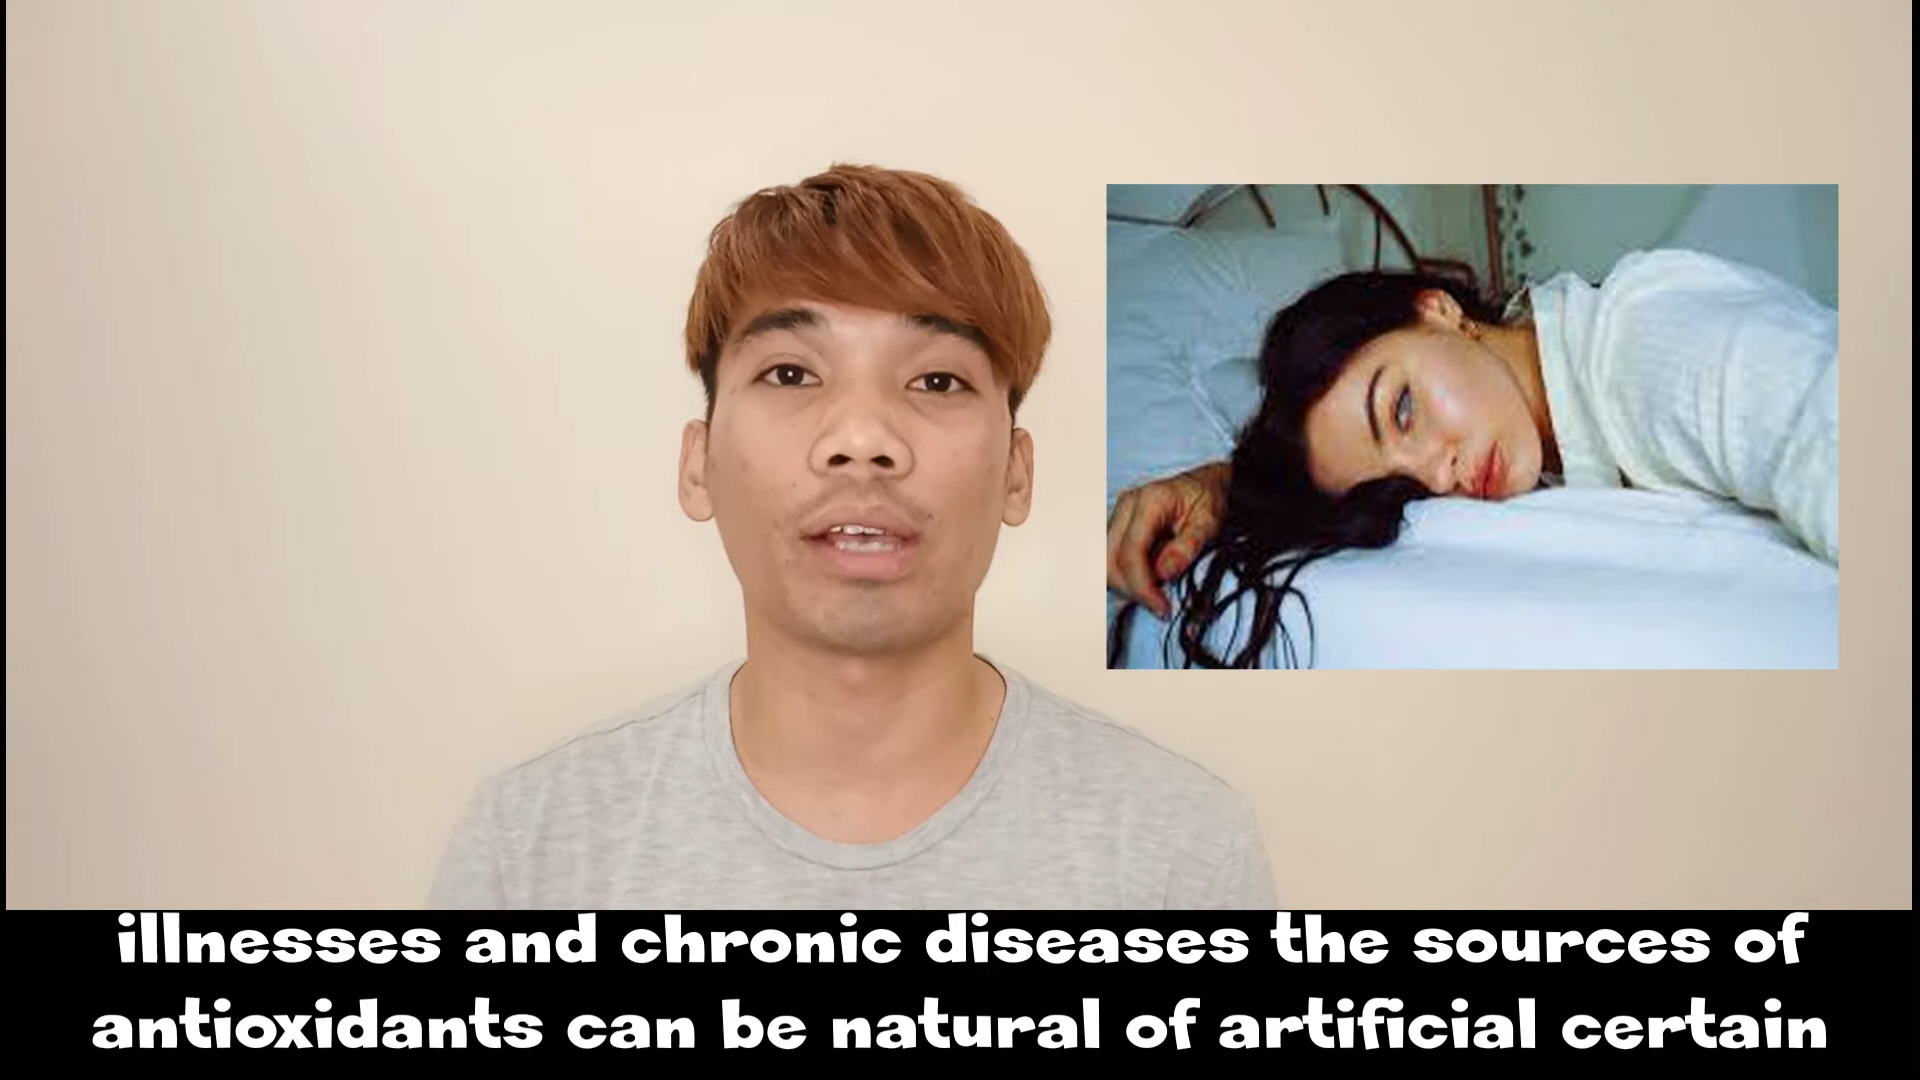 illnesses and chronic diseases the sources of
antioxidants can be natural of artificial certain